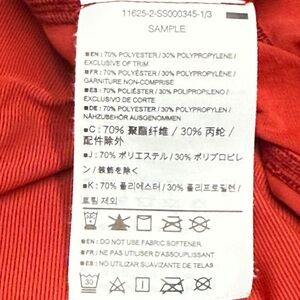 11625-2-SS000345-1/3
SAMPLE
■EN: 70% POLYESTER / 30% POLYPROPYLENE /
EXCLUSIVE OF TRIM
■FR: 70% POLYESTER / 30% POLYPROPYLÈNE /
GARNITURE NON-COMPRISE
■ES: 70% POLIÉSTER / 30% POLIPROPILENO /
EXCLUSIVO DE CORTE
■DE: 70% POLYESTER / 30% POLYPROPYLEN /
NÄHZUBEHÖR AUSGENOMMEN
■C: 70% 聚酯纤维 / 30% 丙纶 /
配件除外
■J: 70% ポリエステル / 30% ポリプロピレ
ン / 装飾を除く
■K: 70% 폴리에스터 / 30% 폴리프로필렌 /
트림 제외
■EN: DO NOT USE FABRIC SOFTENER.
■FR: NE PAS UTILISER D'ASSOUPLISSANT
■ES: NO UTILIZAR SUAVIZANTE DE TELAS.
30